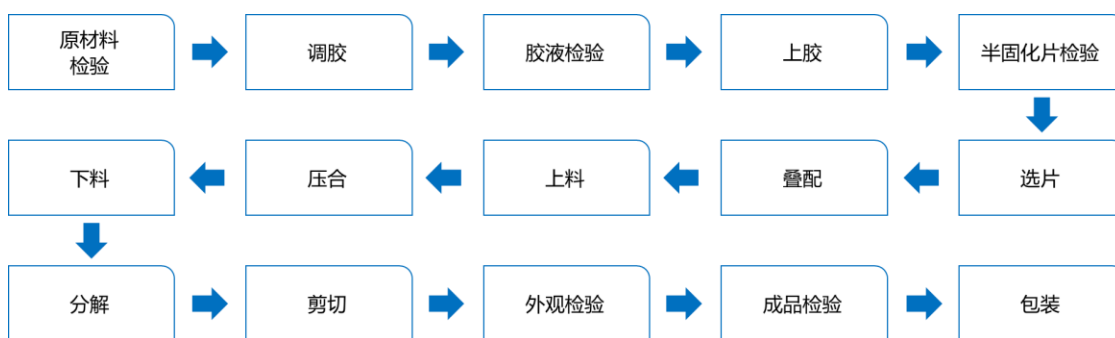 原材料
检验
调胶
胶液检验
上胶
半固化片检验
选片
叠配
上料
压合
下料
分解
剪切
外观检验
成品检验
包装